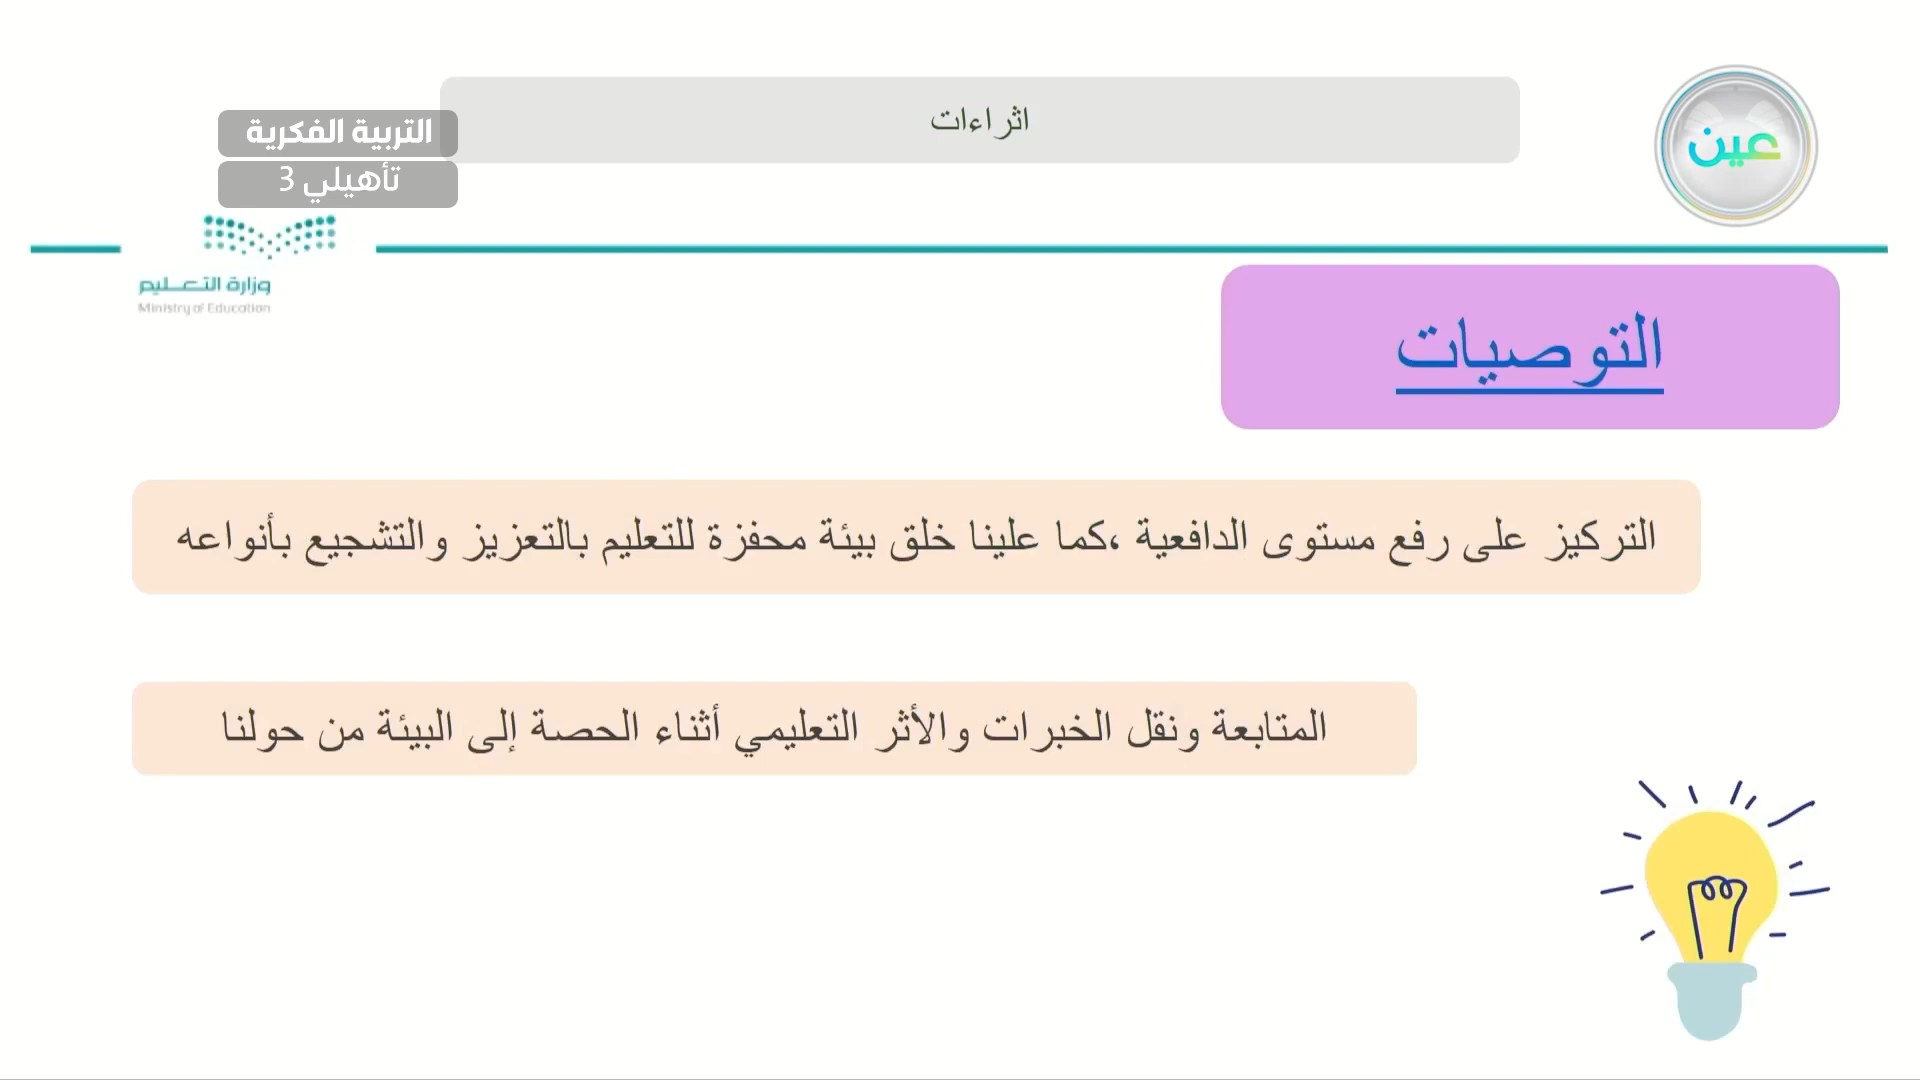 اثراءات
عين
التربية الفكرية
تأهيلي 3
وزارة التعـــليم
Ministry of Education
التوصيات
التركيز على رفع مستوى الدافعية ،كما علينا خلق بيئة محفزة للتعليم بالتعزيز والتشجيع بأنواعه
المتابعة ونقل الخبرات والأثر التعليمي أثناء الحصة إلى البيئة من حولنا